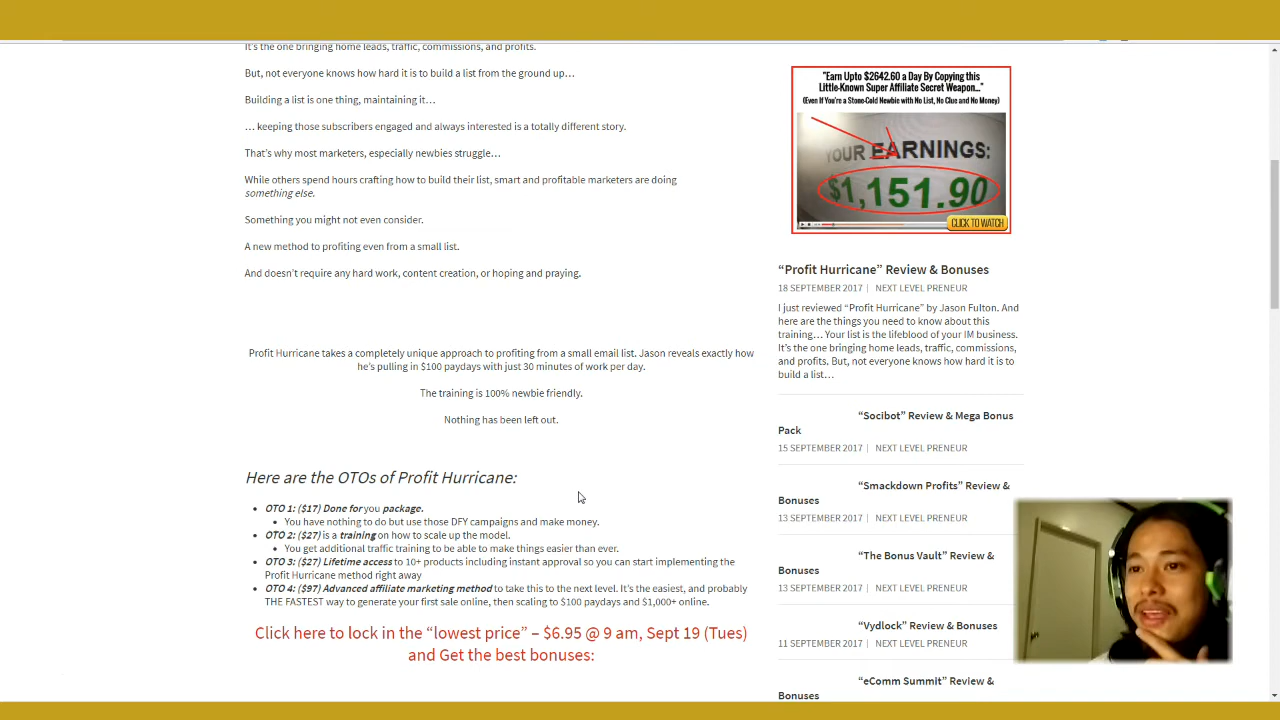 It's the one bringing home leads, traffic, commissions, and profits.
But, not everyone knows how hard it is to build a list from the ground up…
Building a list is one thing, maintaining it…
… keeping those subscribers engaged and always interested is a totally different story.
That's why most marketers, especially newbies struggle…
While others spend hours crafting how to build their list, smart and profitable marketers are doing
something else.
Something you might not even consider.
A new method to profiting even from a small list.
And doesn't require any hard work, content creation, or hoping and praying.
Profit Hurricane takes a completely unique approach to profiting from a small email list. Jason reveals exactly how
he's pulling in $100 paydays with just 30 minutes of work per day.
The training is 100% newbie friendly.
Nothing has been left out.
Here are the OTOs of Profit Hurricane:
• OTO 1: ($17) Done for you package.
• You have nothing to do but use those DFY campaigns and make money.
• OTO 2: ($27) is a training on how to scale up the model.
• You get additional traffic training to be able to make things easier than ever.
• OTO 3: ($27) Lifetime access to 10+ products including instant approval so you can start implementing the
Profit Hurricane method right away
• OTO 4: ($97) Advanced affiliate marketing method to take this to the next level. It's the easiest, and probably
THE FASTEST way to generate your first sale online, then scaling to $100 paydays and $1,000+ online.
Click here to lock in the “lowest price” – $6.95 @ 9 am, Sept 19 (Tues)
and Get the best bonuses:
"Earn Upto $2642.60 a Day By Copying this
Little-Known Super Affiliate Secret Weapon..."
(Even If You're a Stone-Cold Newbie with No List, No Clue and No Money)
YOUR EARNINGS:
$1,151.90
CLICK TO WATCH
“Profit Hurricane” Review & Bonuses
18 SEPTEMBER 2017 | NEXT LEVEL PRENEUR
I just reviewed “Profit Hurricane” by Jason Fulton. And
here are the things you need to know about this
training… Your list is the lifeblood of your IM business.
It's the one bringing home leads, traffic, commissions,
and profits. But, not everyone knows how hard it is to
build a list…
“Socibot” Review & Mega Bonus
Pack
15 SEPTEMBER 2017 | NEXT LEVEL PRENEUR
“Smackdown Profits” Review &
Bonuses
13 SEPTEMBER 2017 | NEXT LEVEL PRENEUR
“The Bonus Vault” Review &
Bonuses
13 SEPTEMBER 2017 | NEXT LEVEL PRENEUR
“Vydlock” Review & Bonuses
11 SEPTEMBER 2017 | NEXT LEVEL PRENEUR
“eComm Summit” Review &
Bonuses